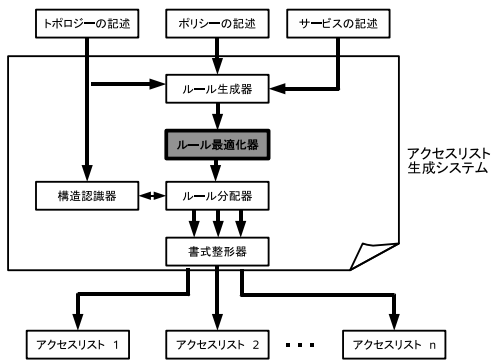 トポロジーの記述
ポリシーの記述
サービスの記述
ルール生成器
ルール最適化器
アクセスリスト
生成システム
構造認識器
ルール分配器
書式整形器
アクセスリスト 1
アクセスリスト 2
アクセスリスト n